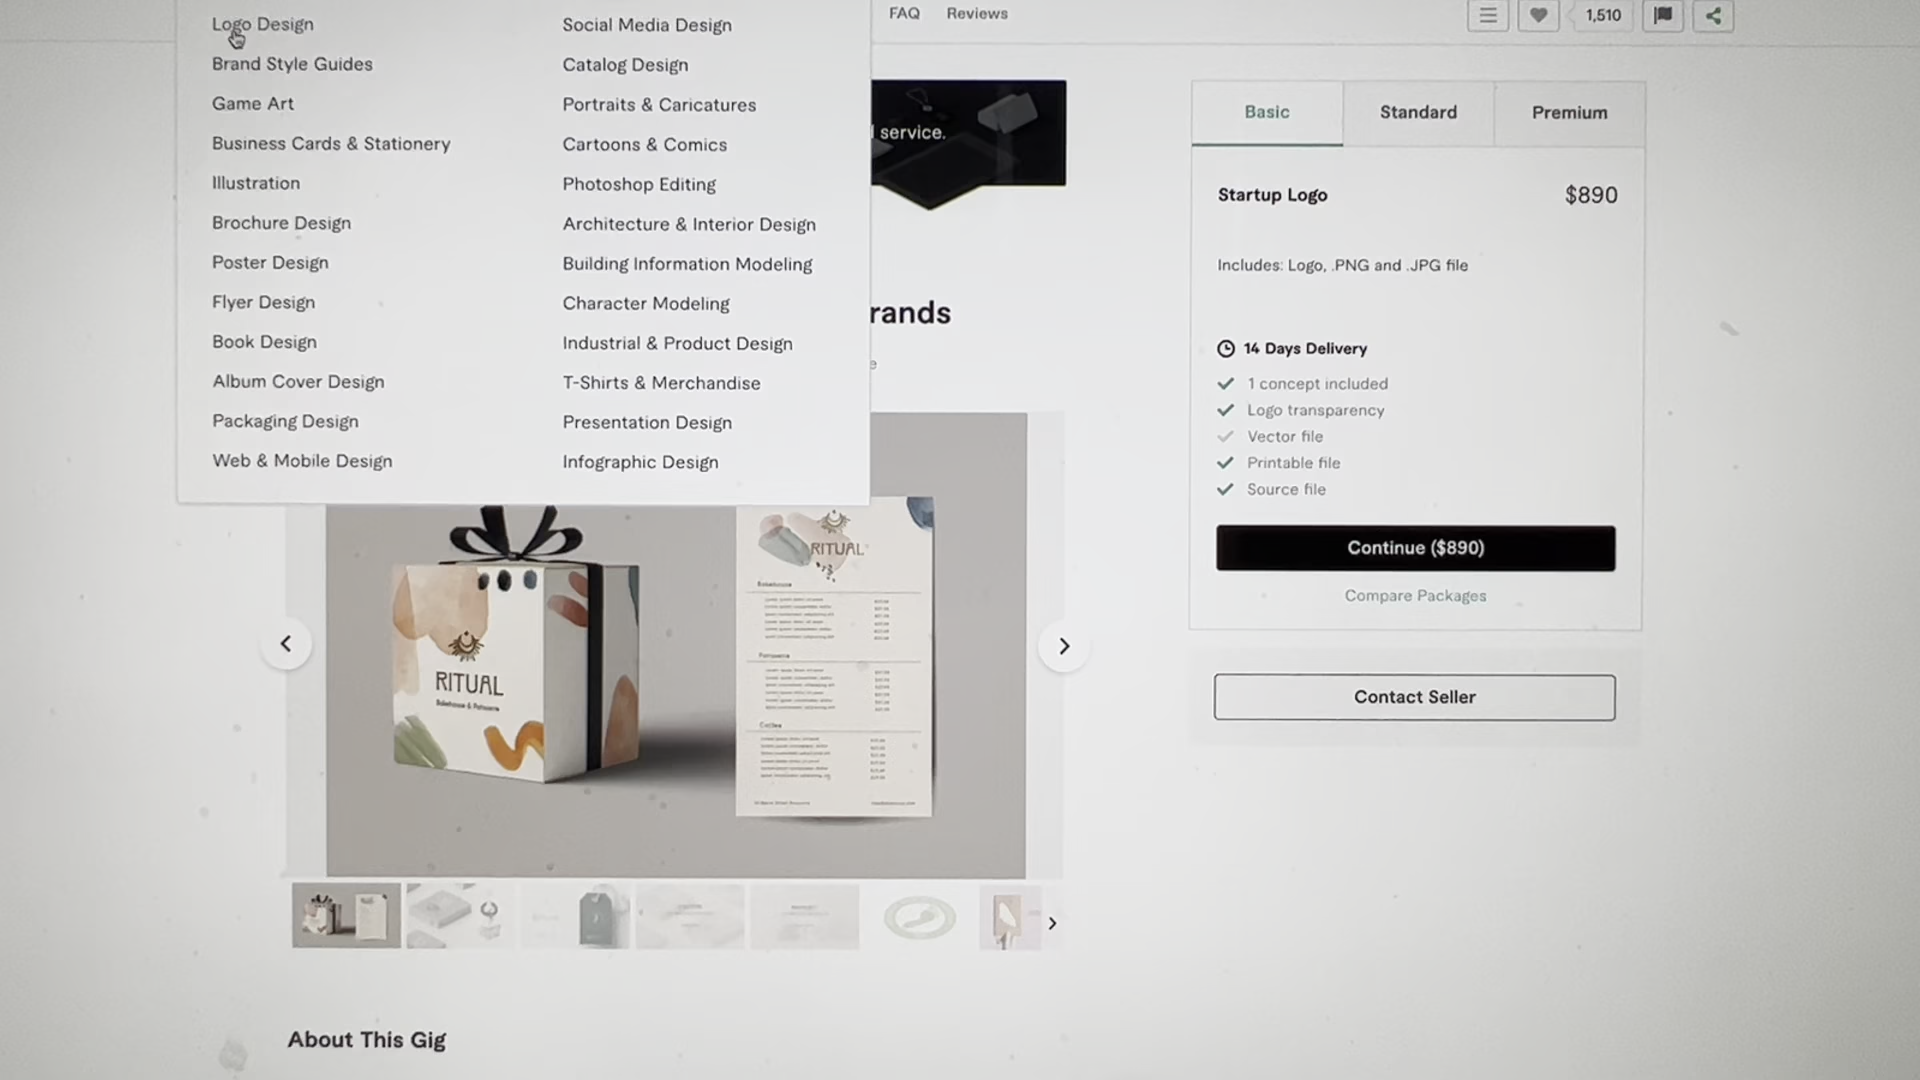 FAQ
Reviews
1,510
Logo Design
Brand Style Guides
Game Art
Business Cards & Stationery
Illustration
Brochure Design
Poster Design
Flyer Design
Book Design
Album Cover Design
Packaging Design
Web & Mobile Design
Social Media Design
Catalog Design
Portraits & Caricatures
Cartoons & Comics
Photoshop Editing
Architecture & Interior Design
Building Information Modeling
Character Modeling
Industrial & Product Design
T-Shirts & Merchandise
Presentation Design
Infographic Design
service.
rands
e
Basic
Standard
Premium
Startup Logo
$890
Includes: Logo, .PNG and .JPG file
14 Days Delivery
1 concept included
Logo transparency
Vector file
Printable file
Source file
Continue ($890)
Compare Packages
Contact Seller
RITUAL
Bakehouse & Patisserie
RITUAL
Bakehouse
Patisserie
Coffee
About This Gig